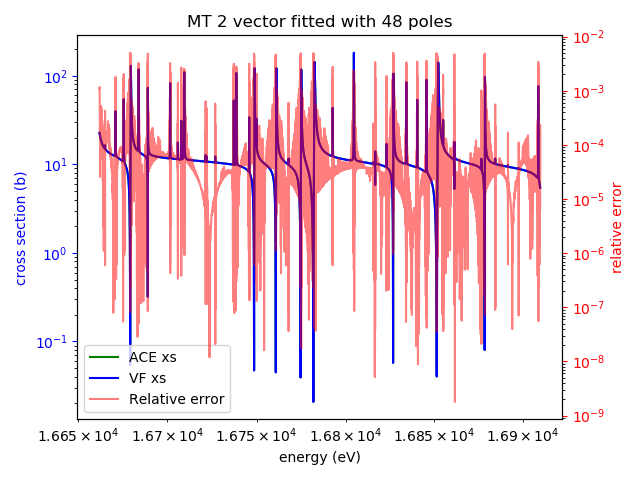 MT 2 vector fitted with 48 poles
10²
10¹
10⁰
10⁻¹
cross section (b)
10⁻²
10⁻³
10⁻⁴
10⁻⁵
10⁻⁶
10⁻⁷
10⁻⁸
10⁻⁹
relative error
ACE xs
VF xs
Relative error
1.665 × 10⁴ 1.67 × 10⁴ 1.675 × 10⁴ 1.68 × 10⁴ 1.685 × 10⁴ 1.69 × 10⁴
energy (eV)